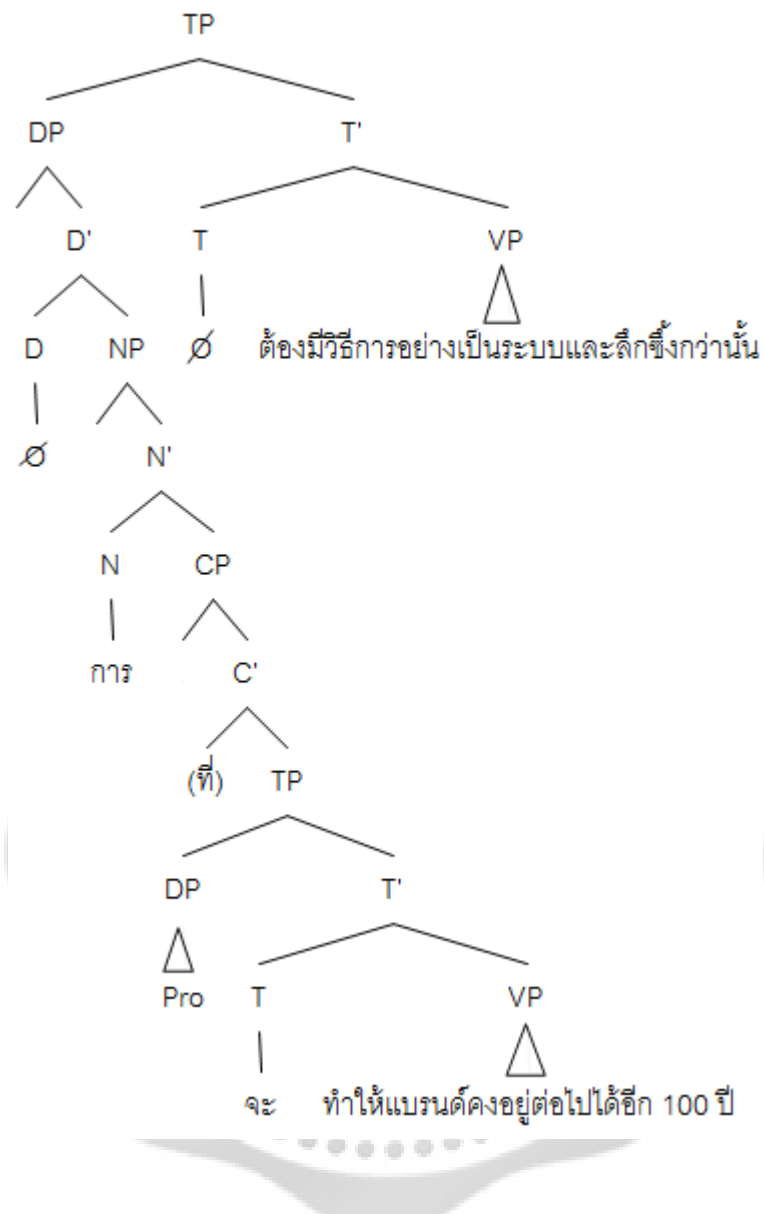 TP
DP T'
D' T VP
D NP Ø ต้องมีวิธีการอย่างเป็นระบบและลึกซึ้งกว่านั้น
Ø N'
N CP
การ C'
(ที่) TP
DP T'
Pro T VP
จะ ทำให้แบรนด์คงอยู่ต่อไปได้อีก 100 ปี